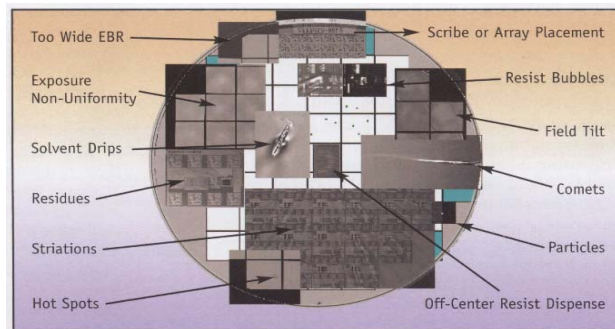 Too Wide EBR
Exposure
Non-Uniformity
Solvent Drips
Residues
Striations
Hot Spots
Scribe or Array Placement
Resist Bubbles
Field Tilt
Comets
Particles
Off-Center Resist Dispense